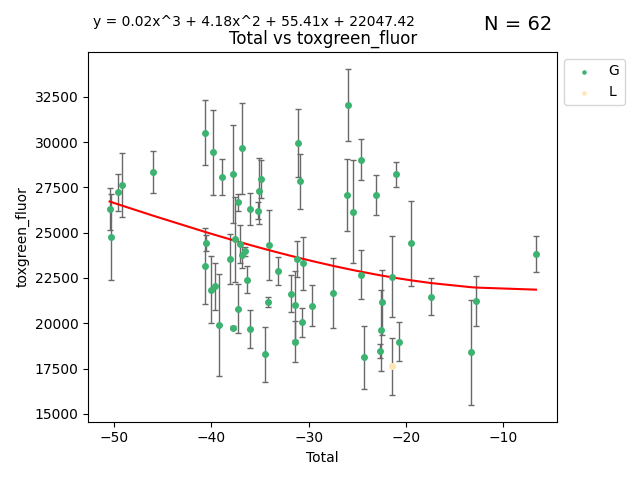 y = 0.02x^3 + 4.18x^2 + 55.41x + 22047.42
N = 62
Total vs toxgreen_fluor
G
L
toxgreen_fluor
32500
30000
27500
25000
22500
20000
17500
15000
−50
−40
−30
−20
−10
Total